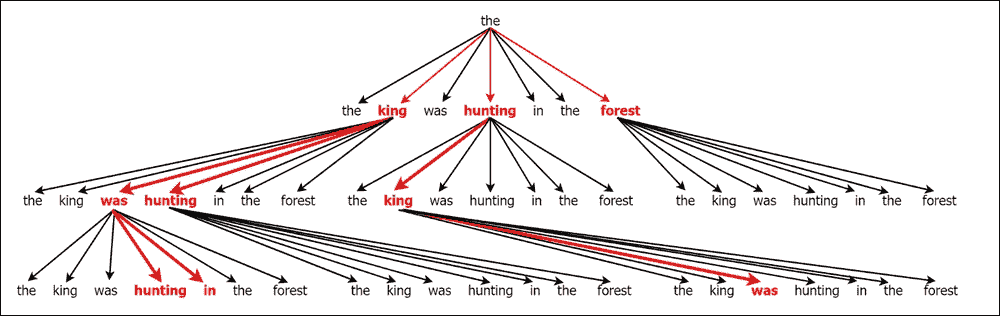 the
the king was hunting in the forest
the king was hunting in the forest the king was hunting in the forest the king was hunting in the forest
the king was hunting in the forest the king was hunting in the forest the king was hunting in the forest